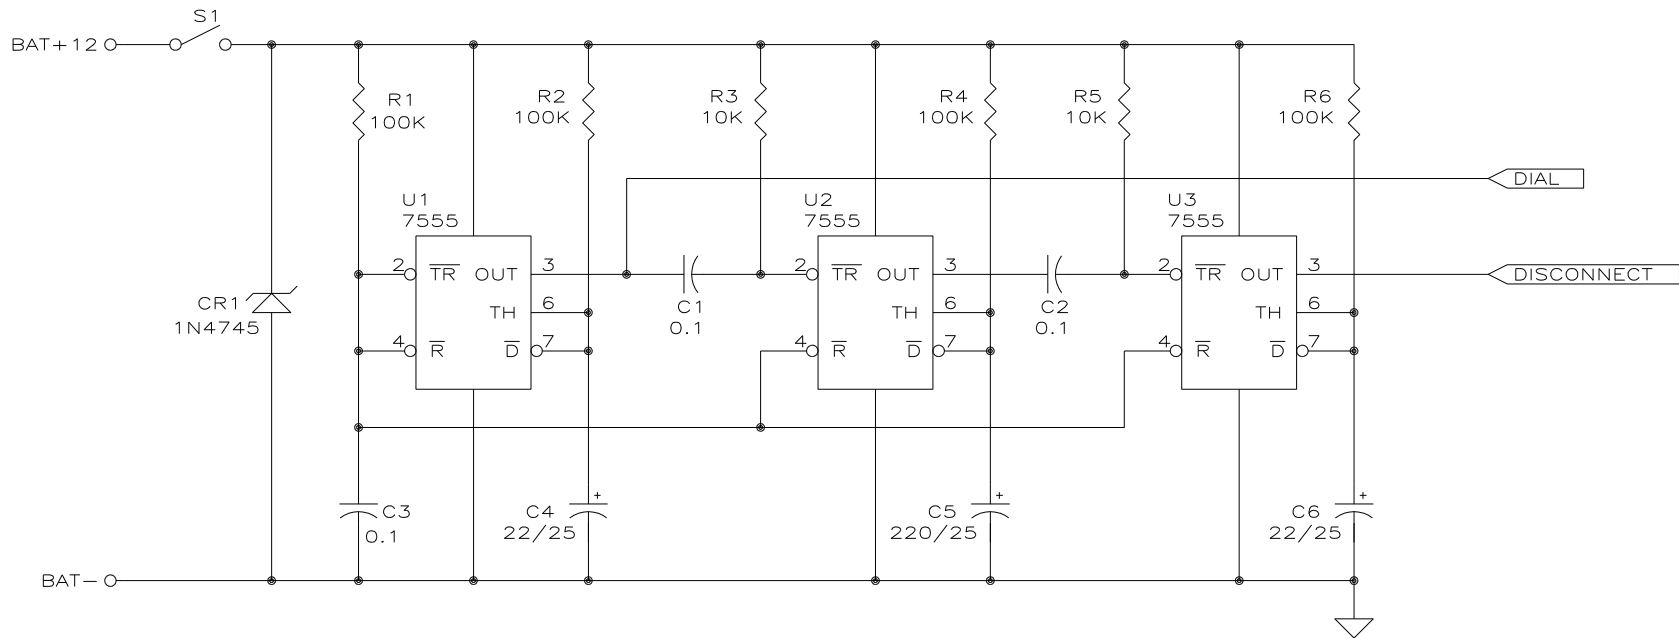 S1
BAT+12
R1
100K
R2
100K
R3
10K
R4
100K
R5
10K
R6
100K
DIAL
U1
7555
U2
7555
U3
7555
2 TR OUT 3
2 TR OUT 3
2 TR OUT 3
DISCONNECT
CR1
1N4745
TH 6
C1
0.1
TH 6
C2
0.1
TH 6
4 R D 7
4 R D 7
4 R D 7
C3
0.1
+
C4
22/25
+
C5
220/25
+
C6
22/25
BAT-